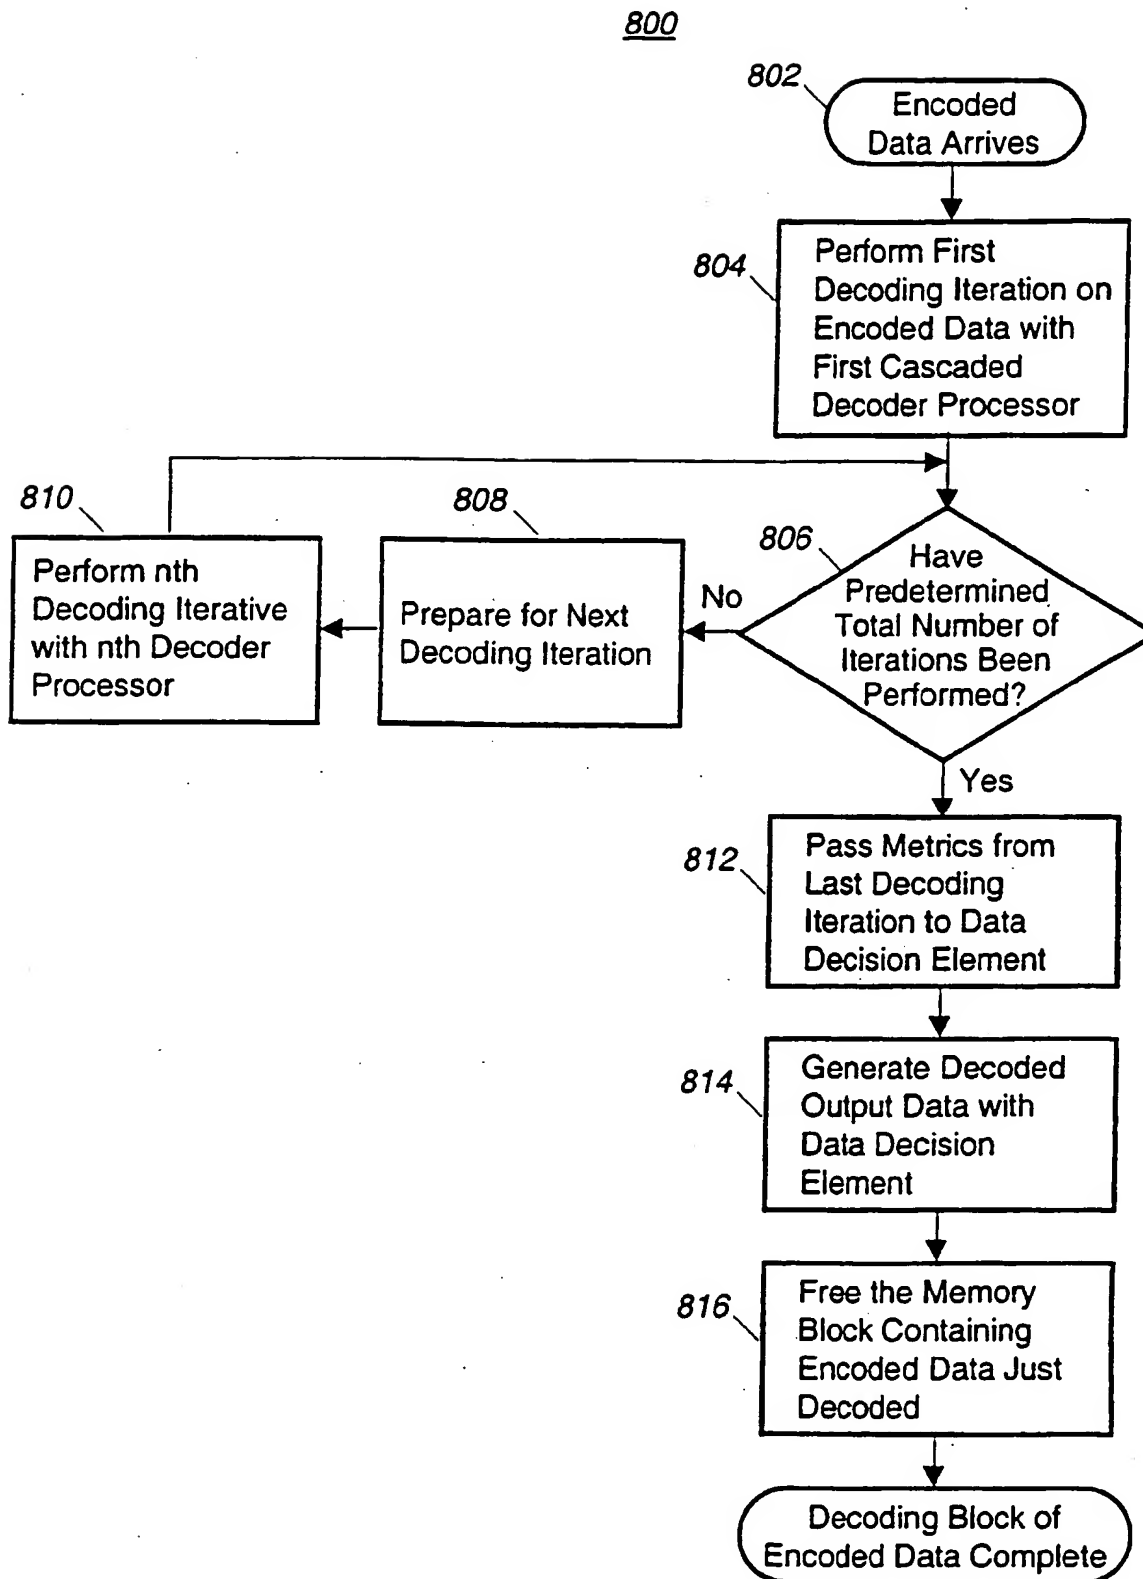 800
802
Encoded
Data Arrives
804
Perform First
Decoding Iteration on
Encoded Data with
First Cascaded
Decoder Processor
810
Perform nth
Decoding Iterative
with nth Decoder
Processor
808
Prepare for Next
Decoding Iteration
No
806
Have
Predetermined
Total Number of
Iterations Been
Performed?
Yes
812
Pass Metrics from
Last Decoding
Iteration to Data
Decision Element
814
Generate Decoded
Output Data with
Data Decision
Element
816
Free the Memory
Block Containing
Encoded Data Just
Decoded
Decoding Block of
Encoded Data Complete